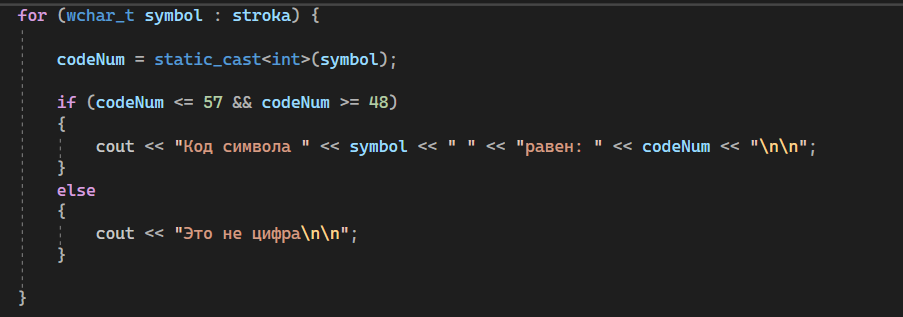 for (wchar_t symbol : stroka) {
codeNum = static_cast<int>(symbol);
if (codeNum <= 57 && codeNum >= 48)
{
cout << "Код символа " << symbol << " " << "равен: " << codeNum << "\n\n";
}
else
{
cout << "Это не цифра\n\n";
}
}